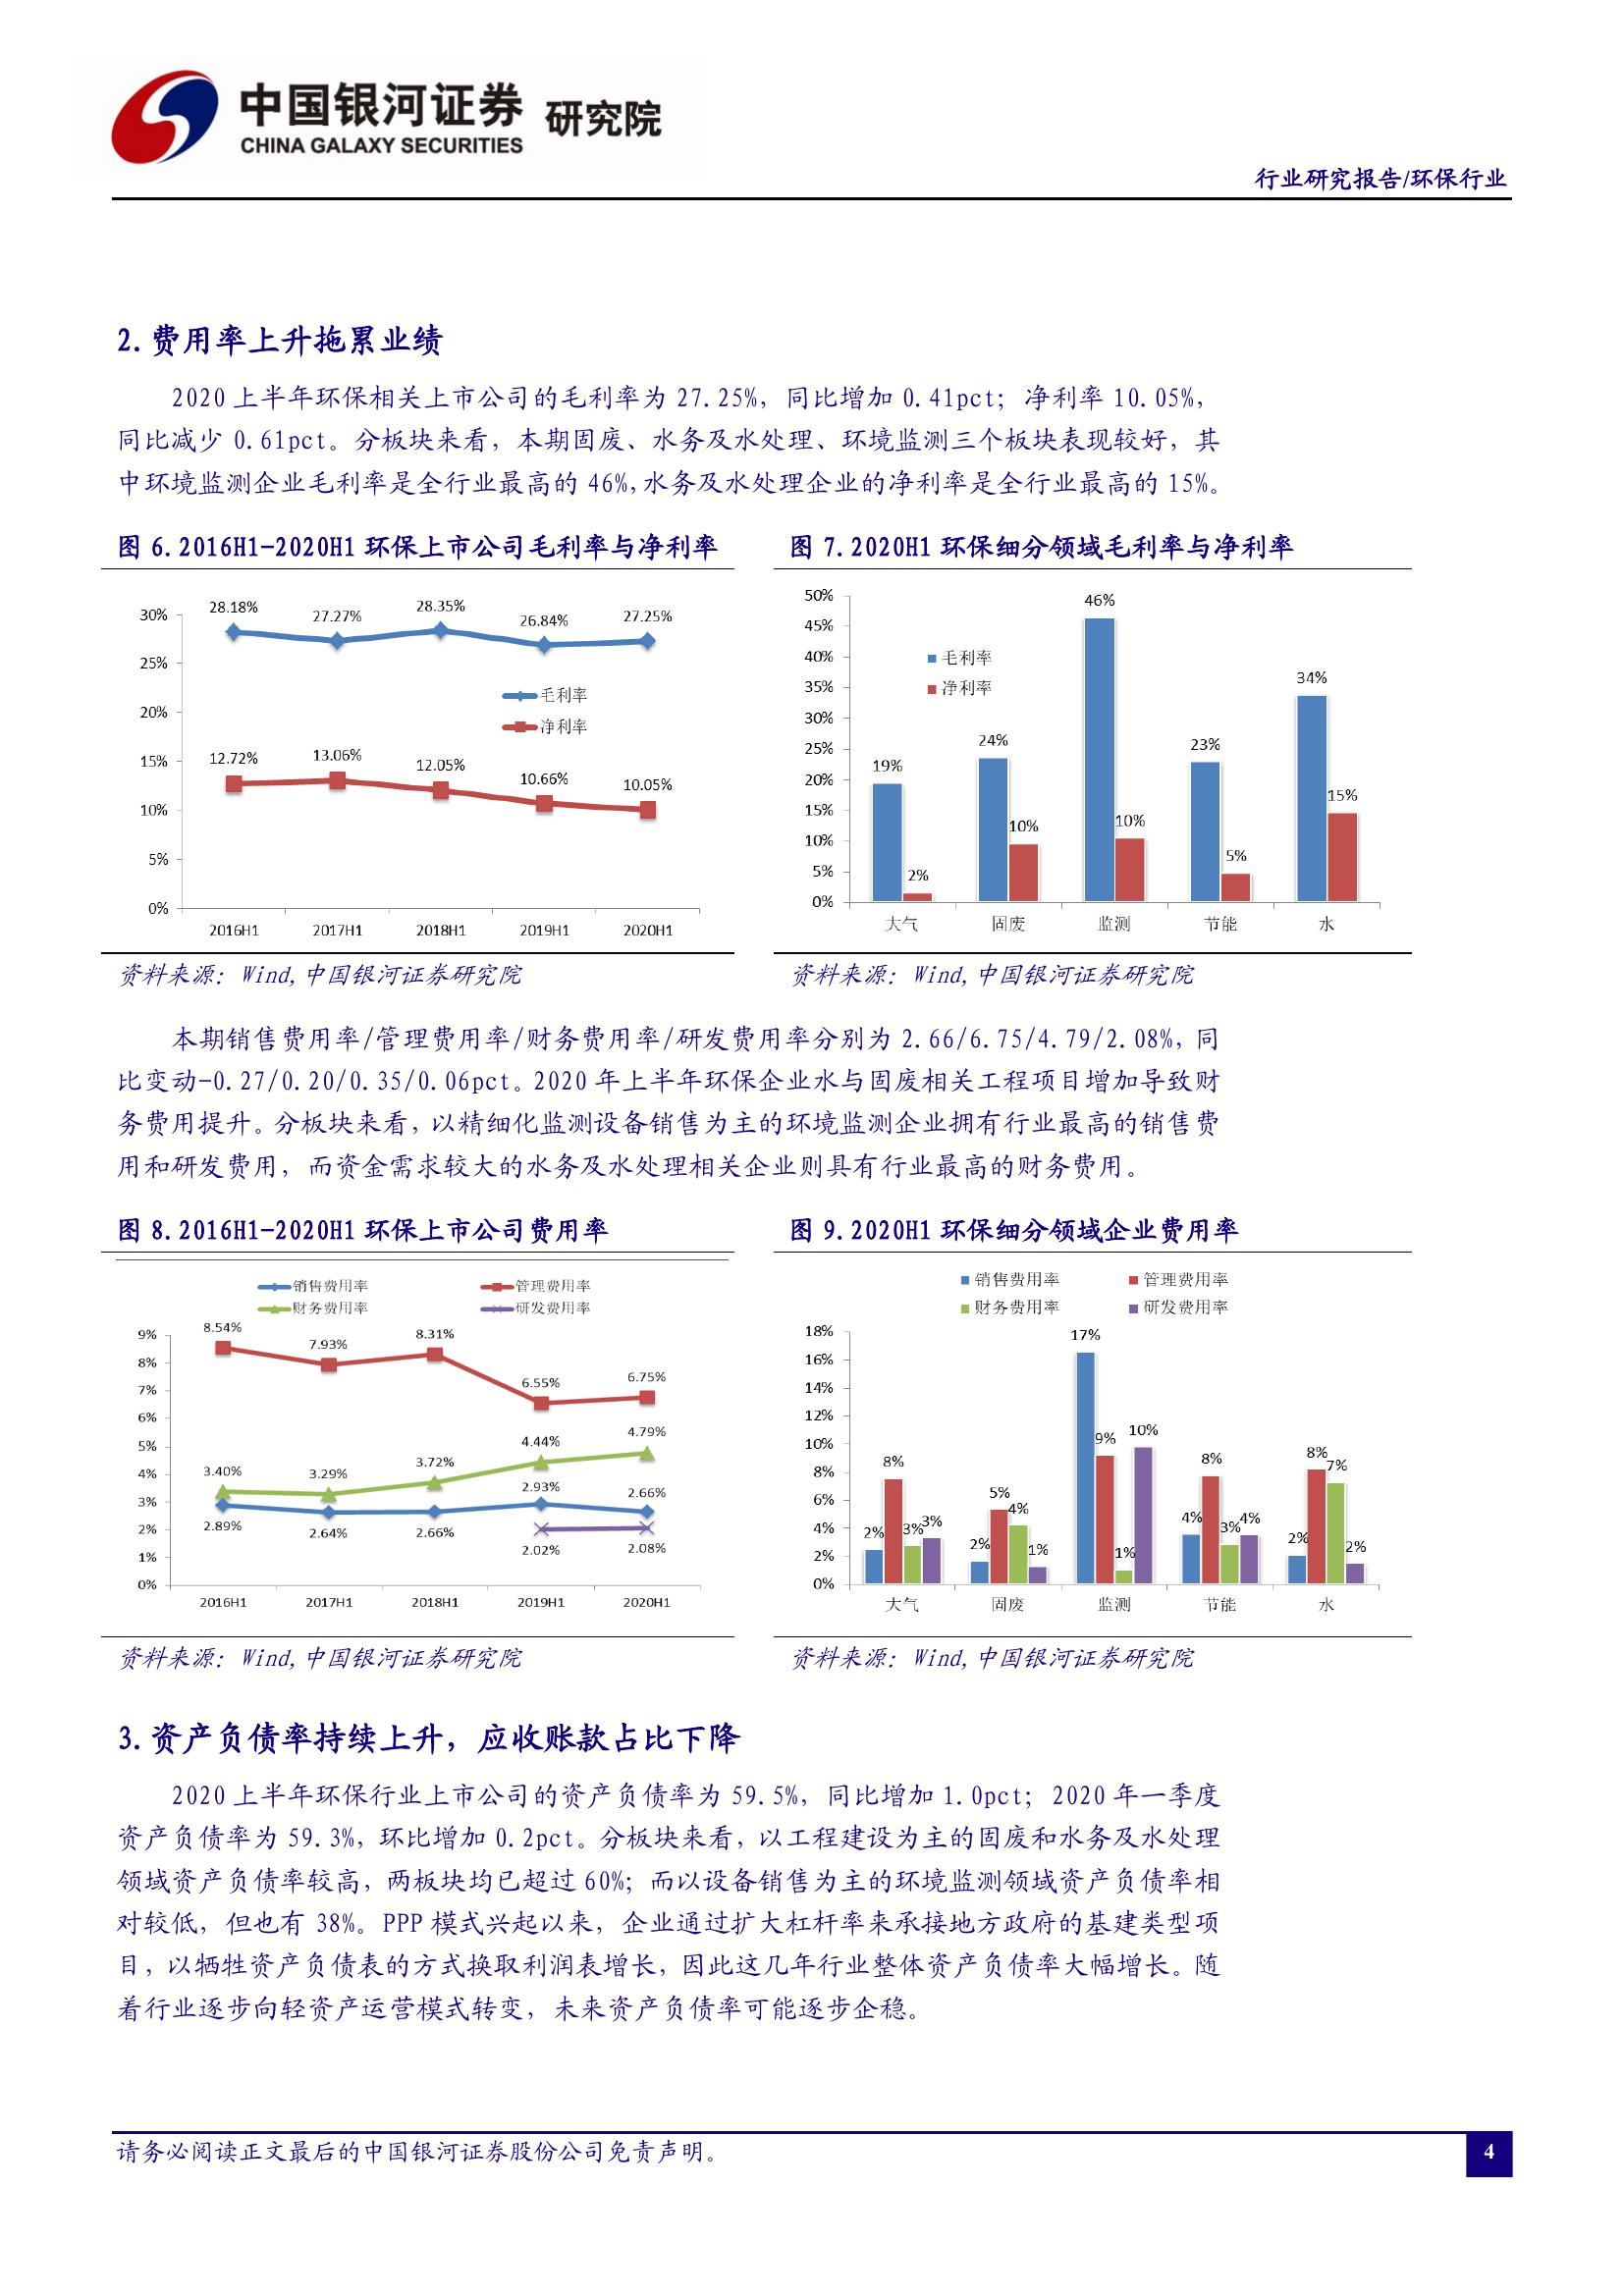 中国银河证券 研究院
CHINA GALAXY SECURITIES
行业研究报告/环保行业
2. 费用率上升拖累业绩
2020 上半年环保相关上市公司的毛利率为 27.25%，同比增加 0.41pct；净利率 10.05%，
同比减少 0.61pct。分板块来看，本期固废、水务及水处理、环境监测三个板块表现较好，其
中环境监测企业毛利率是全行业最高的 46%,水务及水处理企业的净利率是全行业最高的 15%。
图 6. 2016H1-2020H1 环保上市公司毛利率与净利率
30%
25%
20%
15%
10%
5%
0%
28.18%
27.27%
28.35%
26.84%
27.25%
毛利率
净利率
12.72%
13.06%
12.05%
10.66%
10.05%
2016H1
2017H1
2018H1
2019H1
2020H1
资料来源：Wind,中国银河证券研究院
图 7. 2020H1 环保细分领域毛利率与净利率
50%
45%
40%
35%
30%
25%
20%
15%
10%
5%
0%
毛利率
净利率
19%
2%
24%
10%
46%
10%
23%
5%
34%
15%
大气
固废
监测
节能
水
资料来源：Wind,中国银河证券研究院
本期销售费用率/管理费用率/财务费用率/研发费用率分别为 2.66/6.75/4.79/2.08%，同
比变动-0.27/0.20/0.35/0.06pct。2020 年上半年环保企业水与固废相关工程项目增加导致财
务费用提升。分板块来看，以精细化监测设备销售为主的环境监测企业拥有行业最高的销售费
用和研发费用，而资金需求较大的水务及水处理相关企业则具有行业最高的财务费用。
图 8. 2016H1-2020H1 环保上市公司费用率
销售费用率
管理费用率
财务费用率
研发费用率
9%
8%
7%
6%
5%
4%
3%
2%
1%
0%
8.54%
7.93%
8.31%
6.55%
6.75%
3.40%
3.29%
3.72%
4.44%
4.79%
2.89%
2.64%
2.66%
2.93%
2.66%
2.02%
2.08%
2016H1
2017H1
2018H1
2019H1
2020H1
资料来源：Wind,中国银河证券研究院
图 9. 2020H1 环保细分领域企业费用率
销售费用率
管理费用率
财务费用率
研发费用率
18%
16%
14%
12%
10%
8%
6%
4%
2%
0%
2%
8%
3%
3%
2%
5%
4%
1%
17%
9%
1%
10%
4%
8%
3%
4%
2%
8%
7%
2%
大气
固废
监测
节能
水
资料来源：Wind,中国银河证券研究院
3. 资产负债率持续上升，应收账款占比下降
2020 上半年环保行业上市公司的资产负债率为 59.5%，同比增加 1.0pct；2020 年一季度
资产负债率为 59.3%，环比增加 0.2pct。分板块来看，以工程建设为主的固废和水务及水处理
领域资产负债率较高，两板块均已超过 60%；而以设备销售为主的环境监测领域资产负债率相
对较低，但也有 38%。PPP 模式兴起以来，企业通过扩大杠杆率来承接地方政府的基建类型项
目，以牺牲资产负债表的方式换取利润表增长，因此这几年行业整体资产负债率大幅增长。随
着行业逐步向轻资产运营模式转变，未来资产负债率可能逐步企稳。
请务必阅读正文最后的中国银河证券股份公司免责声明。
4